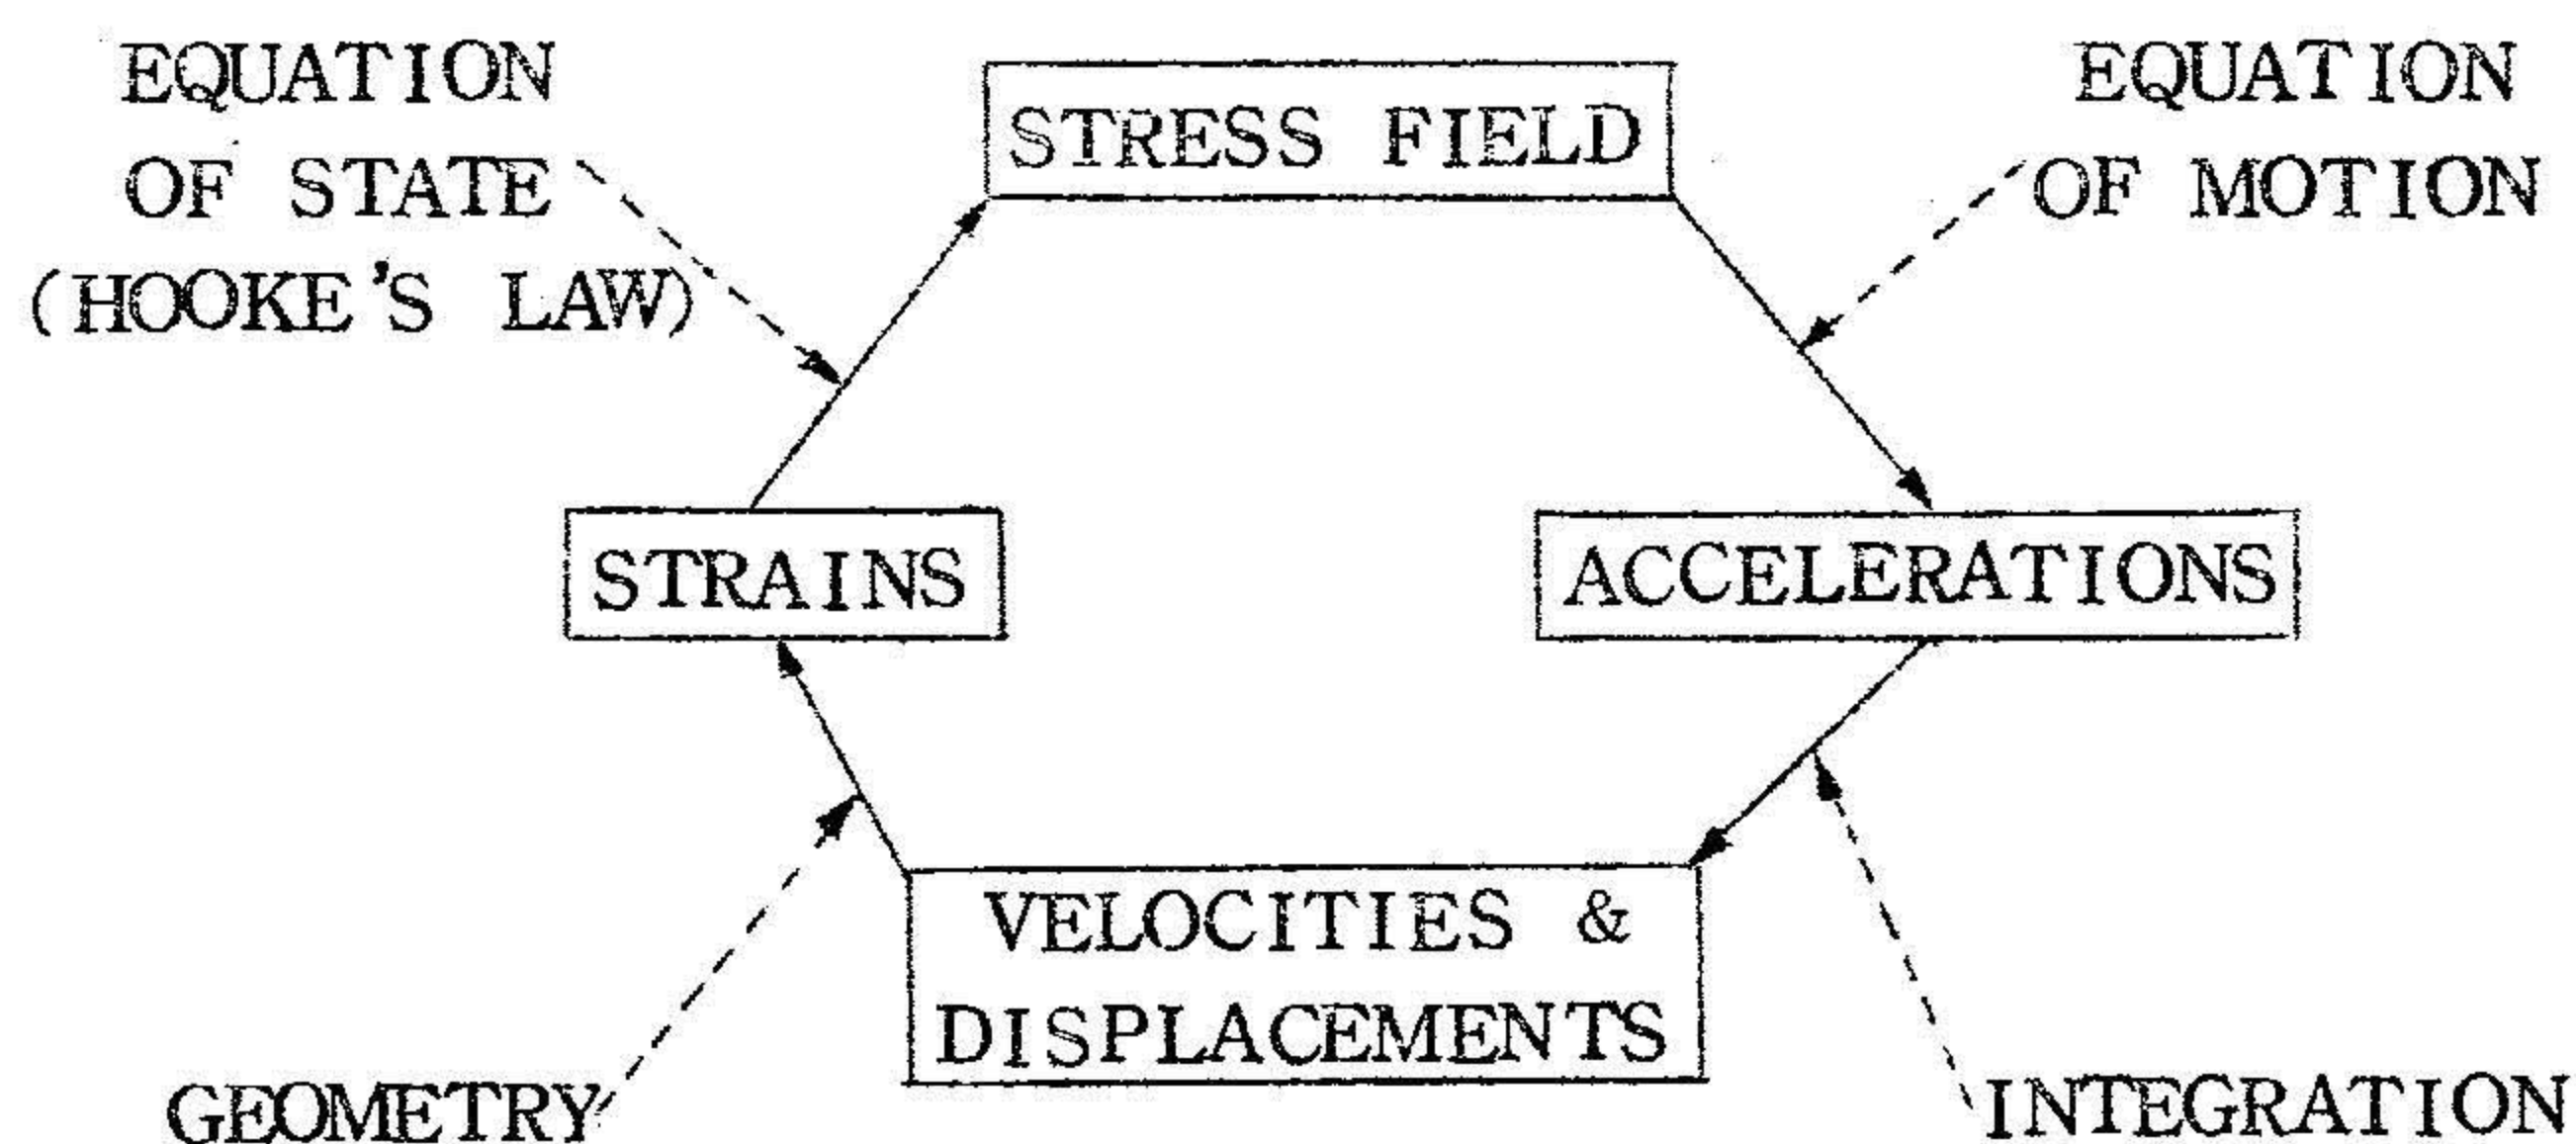 EQUATION
OF STATE
(HOOKE'S LAW)
STRESS FIELD
EQUATION
OF MOTION
STRAINS
ACCELERATIONS
VELOCITIES &
DISPLACEMENTS
GEOMETRY
INTEGRATION